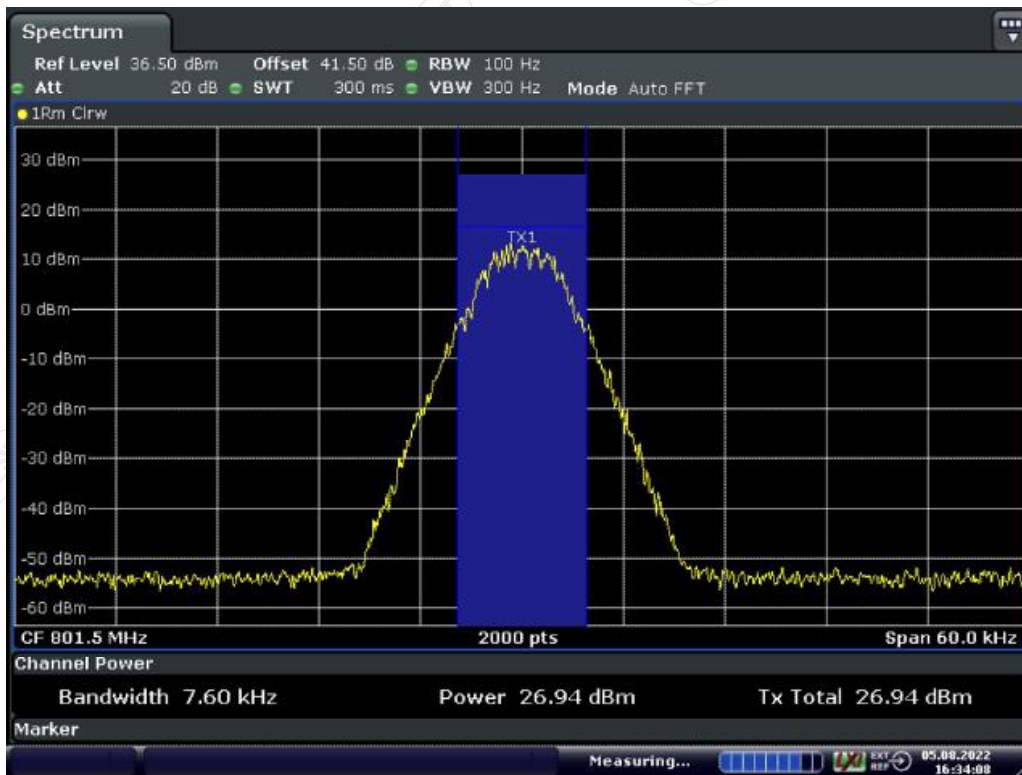 Spectrum
Ref Level 36.50 dBm Offset 41.50 dB RBW 100 Hz
Att 20 dB SWT 300 ms VBW 300 Hz Mode Auto FFT
1Rm Clrw
30 dBm
20 dBm
TX1
10 dBm
0 dBm
-10 dBm
-20 dBm
-30 dBm
-40 dBm
-50 dBm
-60 dBm
CF 801.5 MHz 2000 pts Span 60.0 kHz
Channel Power
Bandwidth 7.60 kHz Power 26.94 dBm Tx Total 26.94 dBm
Marker
Measuring... LXI EXT REF 05.08.2022
16:34:08